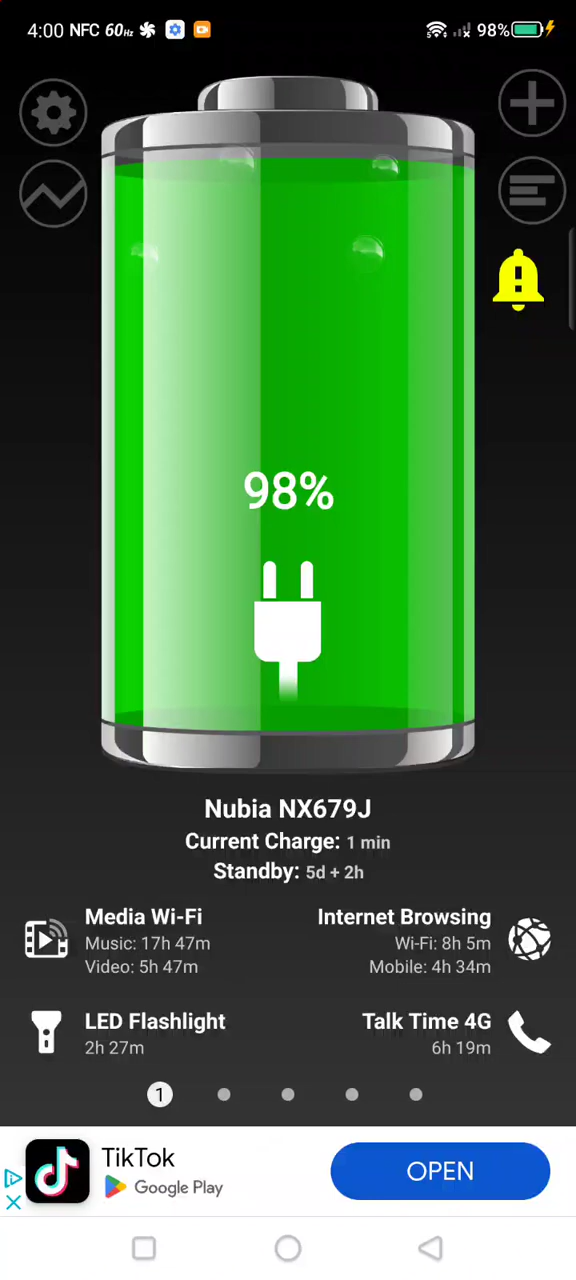 4:00 NFC 60Hz 98%
98%
Nubia NX679J
Current Charge: 1 min
Standby: 5d + 2h
Media Wi-Fi
Music: 17h 47m
Video: 5h 47m
Internet Browsing
Wi-Fi: 8h 5m
Mobile: 4h 34m
LED Flashlight
2h 27m
Talk Time 4G
6h 19m
1
TikTok
Google Play
OPEN